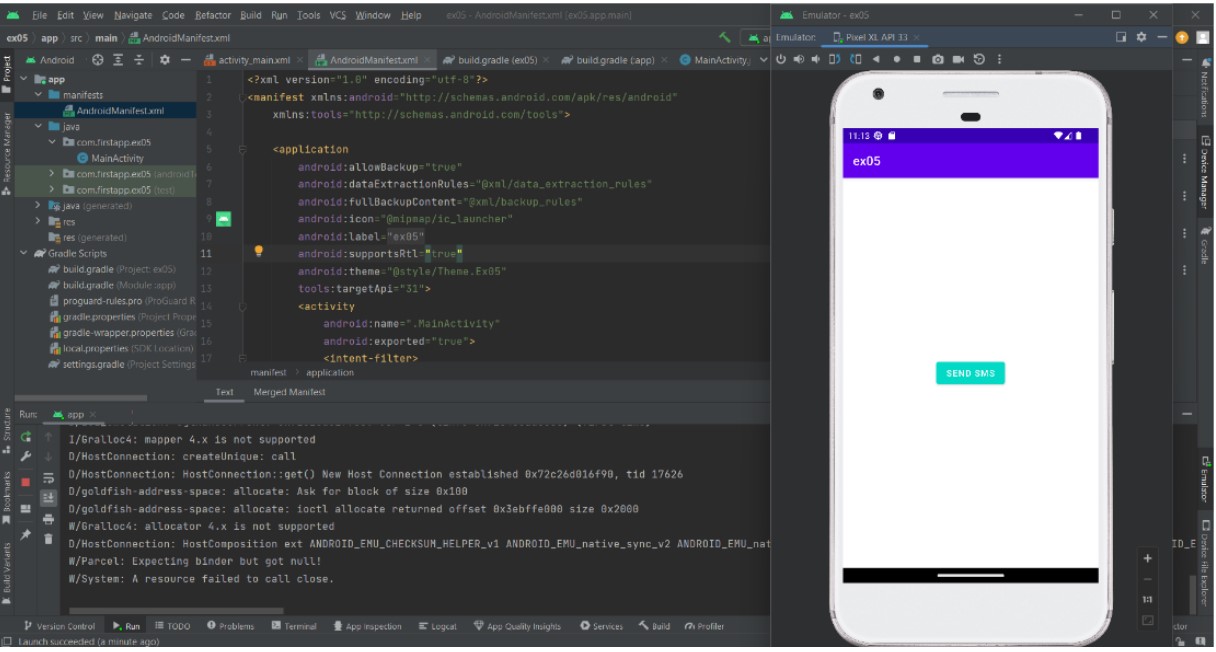 File Edit View Navigate Code Refactor Build Run Tools VCS Window Help ex05 - AndroidManifest.xml [ex05.app.main]
ex05 app src main AndroidManifest.xml
Android
activity_main.xml AndroidManifest.xml build.gradle (ex05) build.gradle (:app) MainActivity.j
Project
Resource Manager
Structure
Bookmarks
Build Variants
app
manifests
AndroidManifest.xml
java
com.firstapp.ex05
MainActivity
com.firstapp.ex05 (androidT
com.firstapp.ex05 (test)
java (generated)
res
res (generated)
Gradle Scripts
build.gradle (Project: ex05)
build.gradle (Module :app)
proguard-rules.pro (ProGuard R
gradle.properties (Project Prope
gradle-wrapper.properties (Gra
local.properties (SDK Location)
settings.gradle (Project Settings
1 <?xml version="1.0" encoding="utf-8"?>
2 <manifest xmlns:android="http://schemas.android.com/apk/res/android"
3 xmlns:tools="http://schemas.android.com/tools">
4
5 <application
6 android:allowBackup="true"
7 android:dataExtractionRules="@xml/data_extraction_rules"
8 android:fullBackupContent="@xml/backup_rules"
9 android:icon="@mipmap/ic_launcher"
10 android:label="ex05"
11 android:supportsRtl="true"
12 android:theme="@style/Theme.Ex05"
13 tools:targetApi="31">
14 <activity
15 android:name=".MainActivity"
16 android:exported="true">
17 <intent-filter>
manifest application
Text Merged Manifest
Run: app
I/Gralloc4: mapper 4.x is not supported
D/HostConnection: createUnique: call
D/HostConnection: HostConnection::get() New Host Connection established 0x72c26d016f90, tid 17626
D/goldfish-address-space: allocate: Ask for block of size 0x100
D/goldfish-address-space: allocate: ioctl allocate returned offset 0x3ebffe000 size 0x2000
W/Gralloc4: allocator 4.x is not supported
D/HostConnection: HostComposition ext ANDROID_EMU_CHECKSUM_HELPER_v1 ANDROID_EMU_native_sync_v2 ANDROID_EMU_nat
W/Parcel: Expecting binder but got null!
W/System: A resource failed to call close.
Version Control Run TODO Problems Terminal App Inspection Logcat App Quality Insights Services Build Profiler
Launch succeeded (a minute ago)
Emulator - ex05
Emulator: Pixel XL API 33
11:13
ex05
SEND SMS
1:1
Notifications
Device Manager
Gradle
Emulator
Device File Explorer
ID_E
ctor